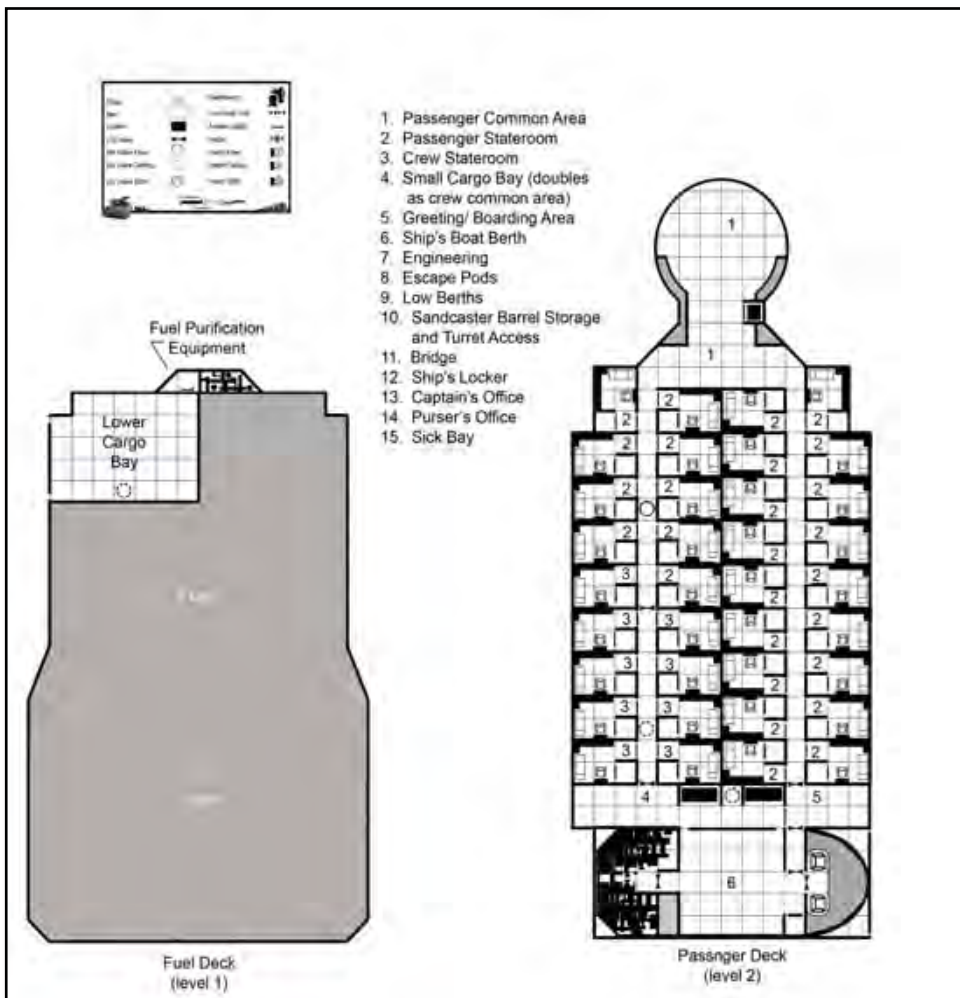 1. Passenger Common Area
2. Passenger Stateroom
3. Crew Stateroom
4. Small Cargo Bay (doubles
as crew common area)
5. Greeting/ Boarding Area
6. Ship's Boat Berth
7. Engineering
8. Escape Pods
9. Low Berths
10. Sandcaster Barrel Storage
and Turret Access
11. Bridge
12. Ship's Locker
13. Captain's Office
14. Purser's Office
15. Sick Bay
Fuel Purification
Equipment
Lower
Cargo
Bay
Fuel Deck
(level 1)
1
1
2
2 2 2
2 2 2
2
2 2 2
2
2 2 2
2
3 2 2
2
3 3 2
2
3 3 2
2
3 3 2
2
3 3 2
2
4 5
6
Passnger Deck
(level 2)